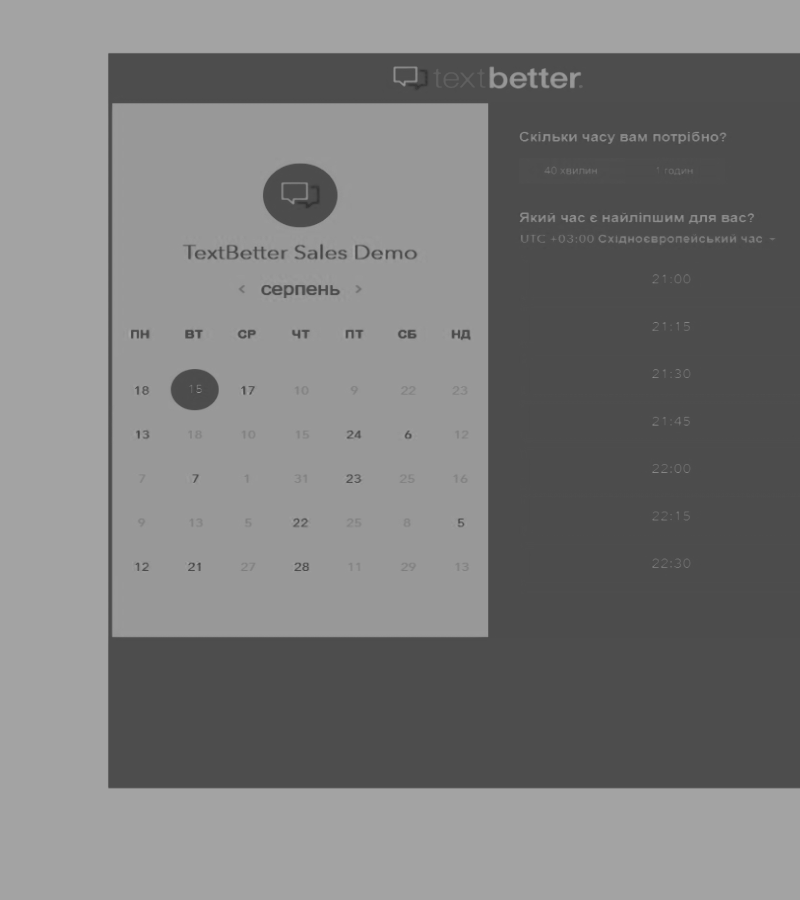 textbetter.
TextBetter Sales Demo
‹ серпень ›
ПН ВТ СР ЧТ ПТ СБ НД
18 15 17 10 9 22 23
13 18 10 15 24 6 12
7 7 1 31 23 25 16
9 13 5 22 25 8 5
12 21 27 28 11 29 13
Скільки часу вам потрібно?
40 хвилин 1 годин
Який час є найліпшим для вас?
UTC +03:00 Східноєвропейський час
21:00
21:15
21:30
21:45
22:00
22:15
22:30